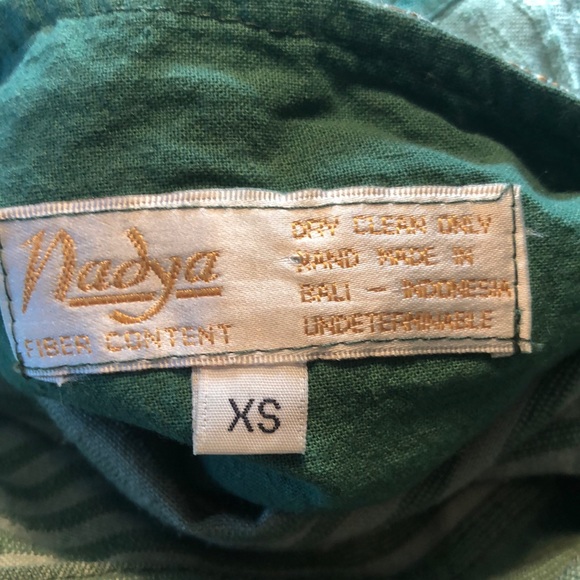 Nadya
FIBER CONTENT
DRY CLEAN ONLY
HAND MADE IN
BALI - INDONESIA
UNDETERMINABLE
XS